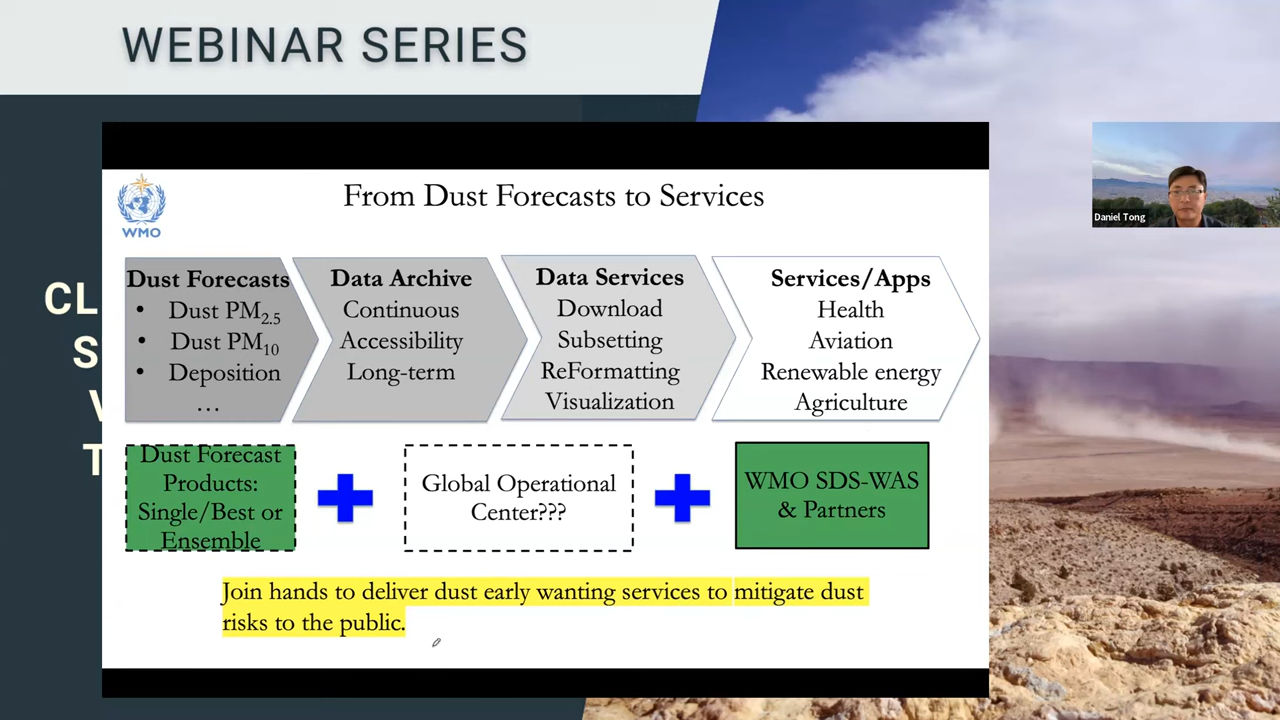 WEBINAR SERIES
CL
S
V
T
WMO
From Dust Forecasts to Services
Dust Forecasts
• Dust PM2.5
• Dust PM10
• Deposition
…
Data Archive
Continuous
Accessibility
Long-term
Data Services
Download
Subsetting
ReFormatting
Visualization
Services/Apps
Health
Aviation
Renewable energy
Agriculture
Dust Forecast
Products:
Single/Best or
Ensemble
Global Operational
Center???
WMO SDS-WAS
& Partners
Join hands to deliver dust early wanting services to mitigate dust
risks to the public.
Daniel Tong